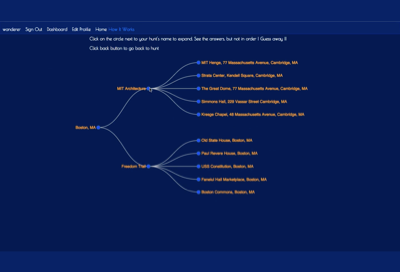 wanderer Sign Out Dashboard Edit Profile Home How It Works
Click on the circle next to your hunt's name to expand. See the answers, but not in order ! Guess away !!
Click back button to go back to hunt
MIT Hanga, 77 Massachusetts Avenue, Cambridge, MA
Strata Center, Kendall Square, Cambridge, MA
MIT Architecture
The Great Dome, 77 Massachusetts Avenue, Cambridge, MA
Simmons Hall, 229 Vassar Street Cambridge, MA
Kresge Chapel, 48 Massachusetts Avenue, Cambridge, MA
Boston, MA
Old State House, Boston, MA
Paul Revere House, Boston, MA
Freedom Trail
USS Constitution, Boston, MA
Faneuil Hall Marketplace, Boston, MA
Boston Commons, Boston, MA